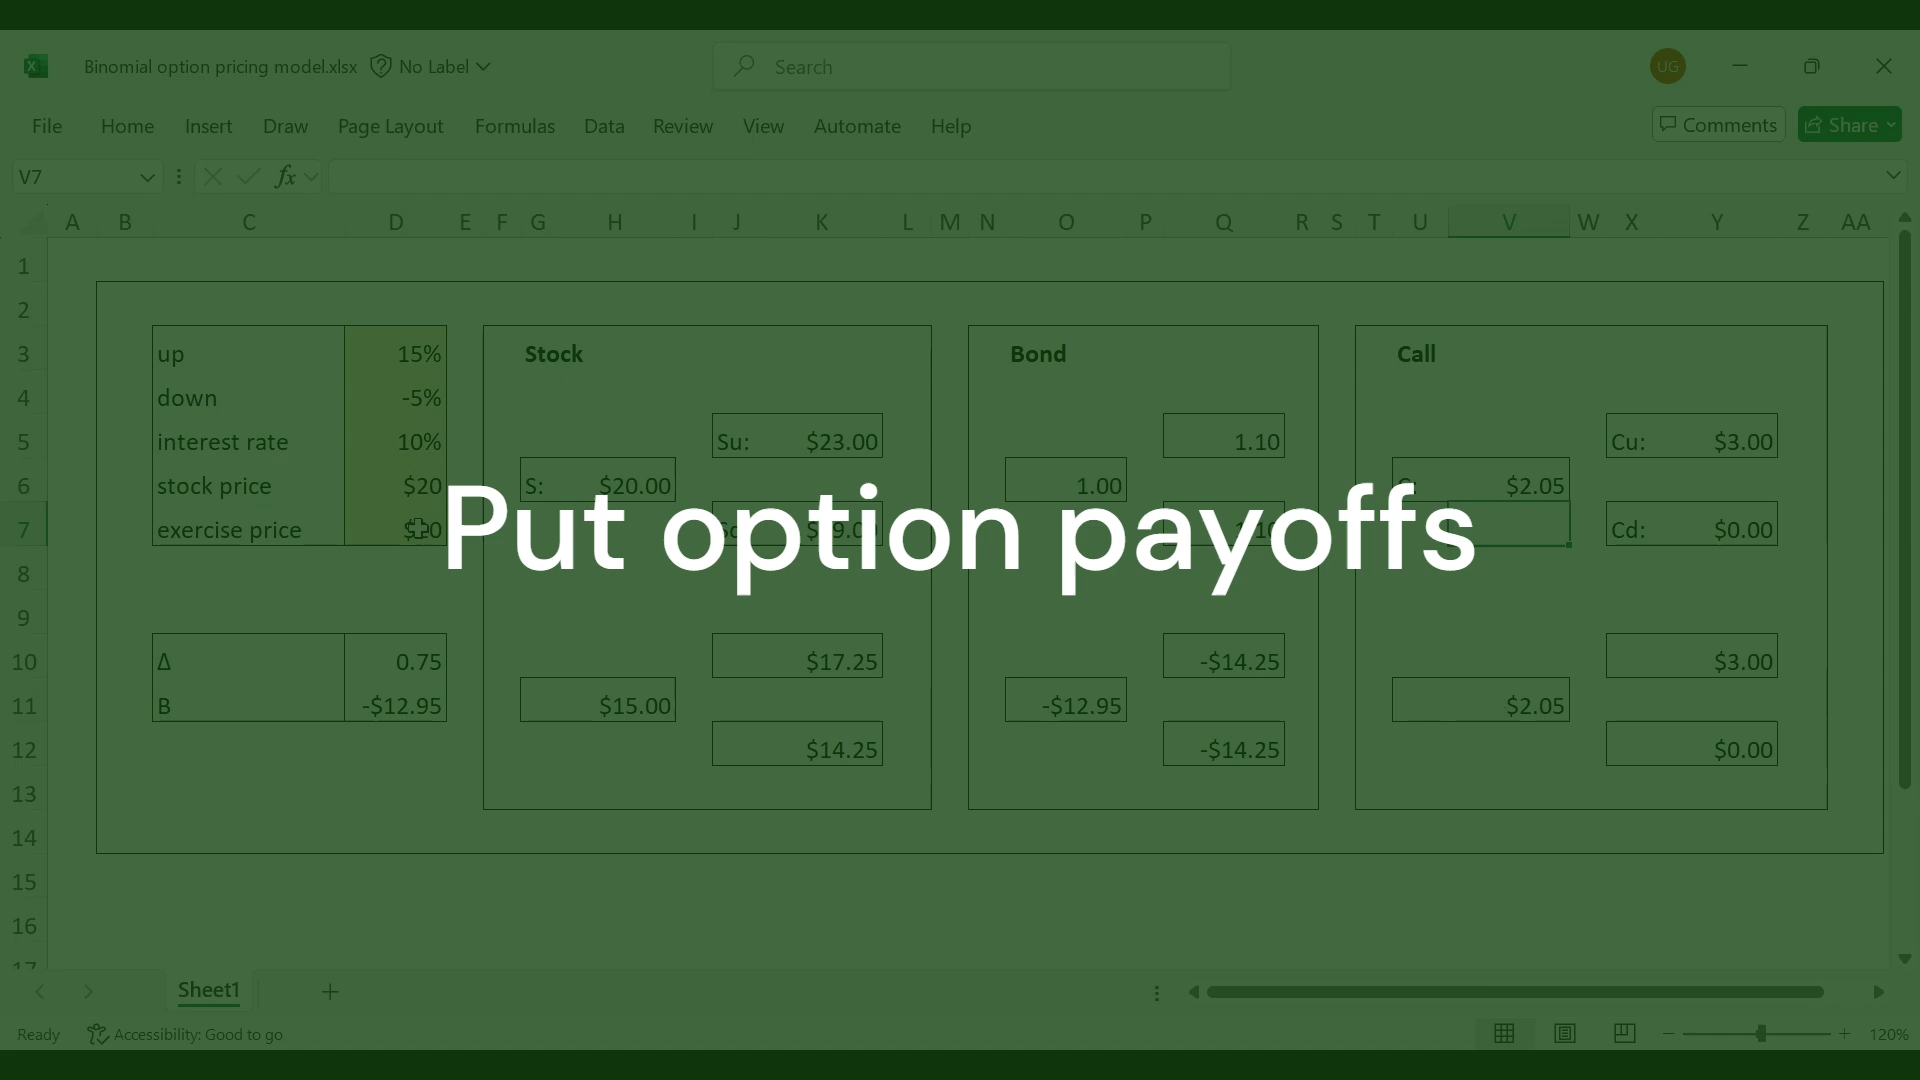 Binomial option pricing model.xlsx No Label Search UG
File Home Insert Draw Page Layout Formulas Data Review View Automate Help Comments Share
V7 fx
A B C D E F G H I J K L M N O P Q R S T U V W X Y Z AA
1
2
3 up 15% Stock Bond Call
4 down -5%
5 interest rate 10% Su: $23.00 1.10 Cu: $3.00
6 stock price $20 S: $20.00 1.00 $2.05
7 exercise price Cd: $0.00
Put option payoffs
8
9
10 Δ 0.75 $17.25 -$14.25 $3.00
11 B -$12.95 $15.00 -$12.95 $2.05
12 $14.25 -$14.25 $0.00
13
14
15
16
17
Sheet1
Ready Accessibility: Good to go 120%